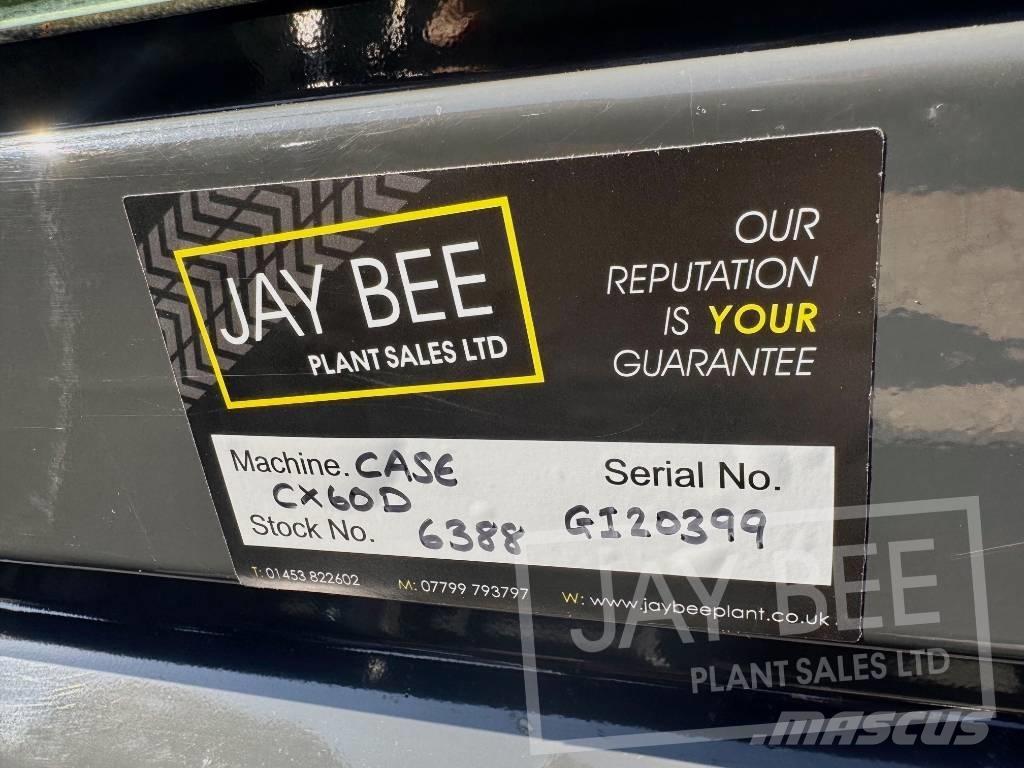 JAY BEE
PLANT SALES LTD
OUR
REPUTATION
IS YOUR
GUARANTEE
Machine. CASE
CX60D
Serial No.
Stock No. 6388
GI20399
T: 01453 822602 M: 07799 793797 W: www.jaybeeplant.co.uk
JAY BEE
PLANT SALES LTD
MASCUS